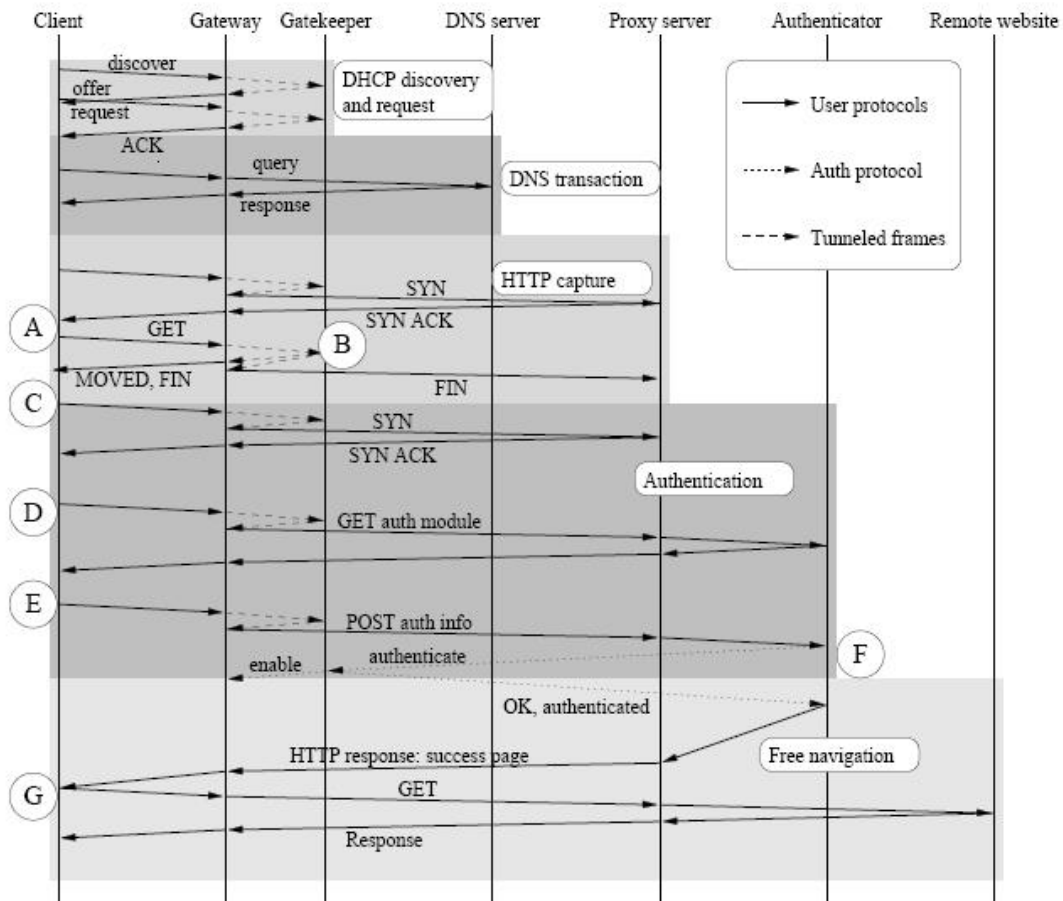 Client Gateway Gatekeeper DNS server Proxy server Authenticator Remote website
discover
offer
request
ACK
DHCP discovery
and request
User protocols
Auth protocol
Tunneled frames
query
response
DNS transaction
HTTP capture
SYN
SYN ACK
A
GET
B
MOVED, FIN
FIN
C
SYN
SYN ACK
Authentication
D
GET auth module
E
POST auth info
F
authenticate
enable
OK, authenticated
HTTP response: success page
Free navigation
G
GET
Response